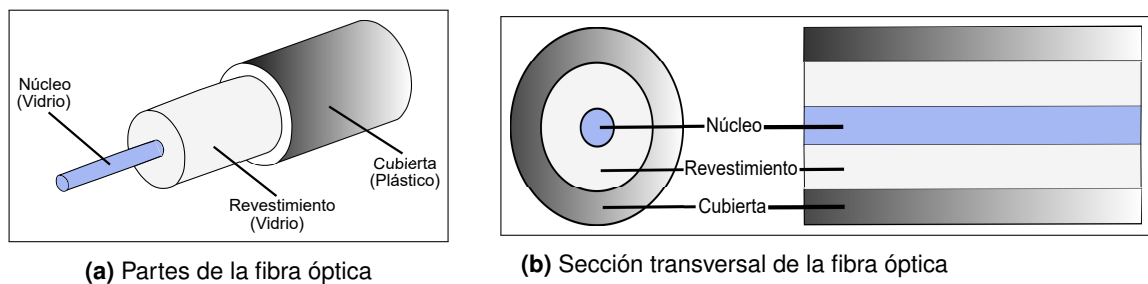 Núcleo
(Vidrio)
Cubierta
(Plástico)
Revestimiento
(Vidrio)
(a) Partes de la fibra óptica
Núcleo
Revestimiento
Cubierta
(b) Sección transversal de la fibra óptica